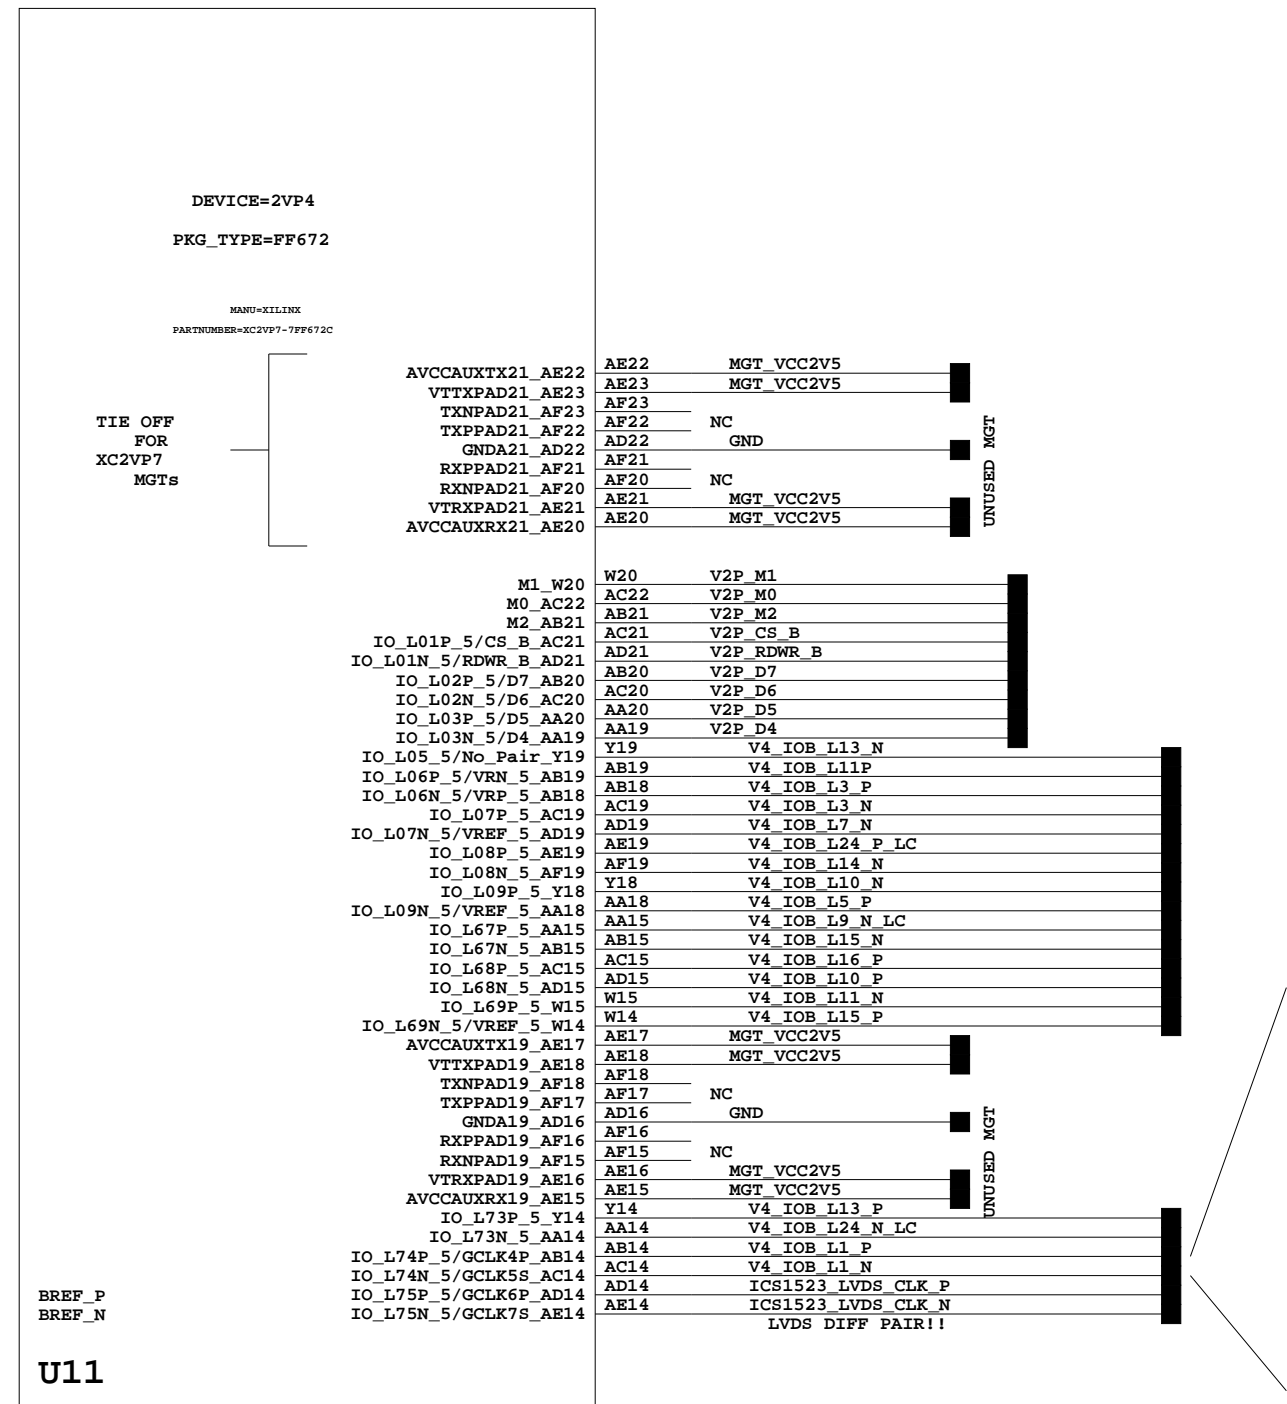 DEVICE=2VP4
PKG_TYPE=FF672
MANU=XILINX
PARTNUMBER=XC2VP7-7FF672C
TIE OFF
FOR
XC2VP7
MGTs
AVCCAUXTX21_AE22 AE22 MGT_VCC2V5
VTTXPAD21_AE23 AE23 MGT_VCC2V5
TXNPAD21_AF23 AF23
TXPPAD21_AF22 AF22 NC
GNDA21_AD22 AD22 GND
RXPPAD21_AF21 AF21
RXNPAD21_AF20 AF20 NC
VTRXPAD21_AE21 AE21 MGT_VCC2V5
AVCCAUXRX21_AE20 AE20 MGT_VCC2V5
UNUSED MGT
M1_W20 W20 V2P_M1
M0_AC22 AC22 V2P_M0
M2_AB21 AB21 V2P_M2
IO_L01P_5/CS_B_AC21 AC21 V2P_CS_B
IO_L01N_5/RDWR_B_AD21 AD21 V2P_RDWR_B
IO_L02P_5/D7_AB20 AB20 V2P_D7
IO_L02N_5/D6_AC20 AC20 V2P_D6
IO_L03P_5/D5_AA20 AA20 V2P_D5
IO_L03N_5/D4_AA19 AA19 V2P_D4
IO_L05_5/No_Pair_Y19 Y19 V4_IOB_L13_N
IO_L06P_5/VRN_5_AB19 AB19 V4_IOB_L11P
IO_L06N_5/VRP_5_AB18 AB18 V4_IOB_L3_P
IO_L07P_5_AC19 AC19 V4_IOB_L3_N
IO_L07N_5/VREF_5_AD19 AD19 V4_IOB_L7_N
IO_L08P_5_AE19 AE19 V4_IOB_L24_P_LC
IO_L08N_5_AF19 AF19 V4_IOB_L14_N
IO_L09P_5_Y18 Y18 V4_IOB_L10_N
IO_L09N_5/VREF_5_AA18 AA18 V4_IOB_L5_P
IO_L67P_5_AA15 AA15 V4_IOB_L9_N_LC
IO_L67N_5_AB15 AB15 V4_IOB_L15_N
IO_L68P_5_AC15 AC15 V4_IOB_L16_P
IO_L68N_5_AD15 AD15 V4_IOB_L10_P
IO_L69P_5_W15 W15 V4_IOB_L11_N
IO_L69N_5/VREF_5_W14 W14 V4_IOB_L15_P
AVCCAUXTX19_AE17 AE17 MGT_VCC2V5
VTTXPAD19_AE18 AE18 MGT_VCC2V5
TXNPAD19_AF18 AF18
TXPPAD19_AF17 AF17 NC
GNDA19_AD16 AD16 GND
RXPPAD19_AF16 AF16
RXNPAD19_AF15 AF15 NC
VTRXPAD19_AE16 AE16 MGT_VCC2V5
AVCCAUXRX19_AE15 AE15 MGT_VCC2V5
UNUSED MGT
IO_L73P_5_Y14 Y14 V4_IOB_L13_P
IO_L73N_5_AA14 AA14 V4_IOB_L24_N_LC
IO_L74P_5/GCLK4P_AB14 AB14 V4_IOB_L1_P
IO_L74N_5/GCLK5S_AC14 AC14 V4_IOB_L1_N
BREF_P IO_L75P_5/GCLK6P_AD14 AD14 ICS1523_LVDS_CLK_P
BREF_N IO_L75N_5/GCLK7S_AE14 AE14 ICS1523_LVDS_CLK_N
LVDS DIFF PAIR!!
U11